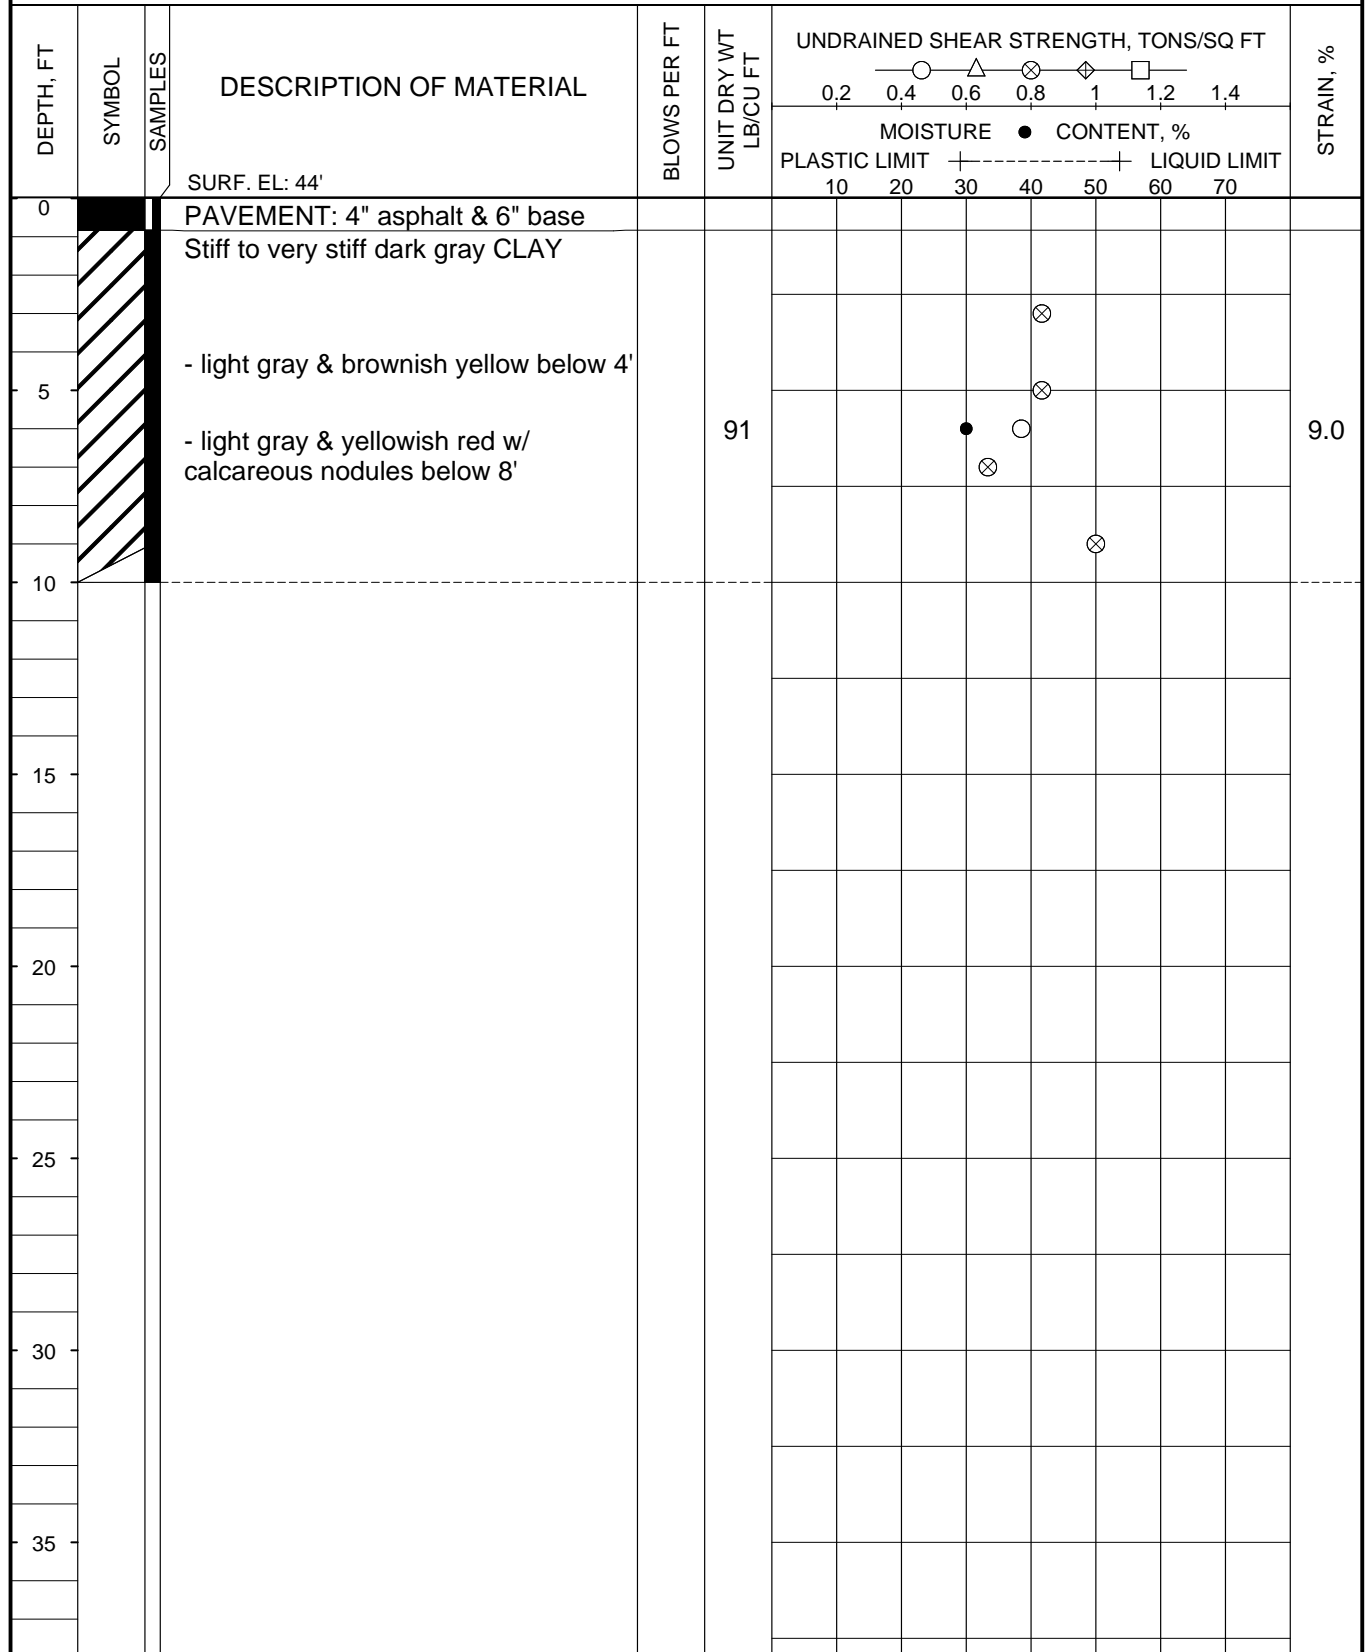 DEPTH, FT
SYMBOL
SAMPLES
DESCRIPTION OF MATERIAL
SURF. EL: 44'
BLOWS PER FT
UNIT DRY WT
LB/CU FT
UNDRAINED SHEAR STRENGTH, TONS/SQ FT
0.2 0.4 0.6 0.8 1 1.2 1.4
MOISTURE ● CONTENT, %
PLASTIC LIMIT LIQUID LIMIT
10 20 30 40 50 60 70
STRAIN, %
0
PAVEMENT: 4" asphalt & 6" base
Stiff to very stiff dark gray CLAY
- light gray & brownish yellow below 4'
5
- light gray & yellowish red w/
calcareous nodules below 8'
91
9.0
10
15
20
25
30
35